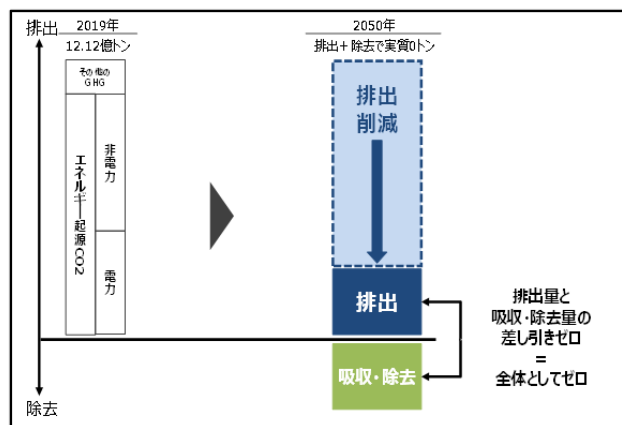 排出
2019年
12.12億トン
その他の
GHG
エネルギー起源CO2
非電力
電力
除去
2050年
排出+除去で実質0トン
排出
削減
排出
吸収・除去
排出量と
吸収・除去量の
差し引きゼロ
=
全体としてゼロ